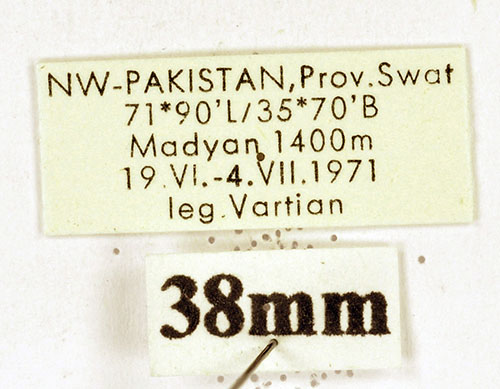 NW-PAKISTAN,Prov.Swat
71*90'L/35*70'B
Madyan 1400m
19.VI.-4.VII.1971
leg.Vartian
38mm